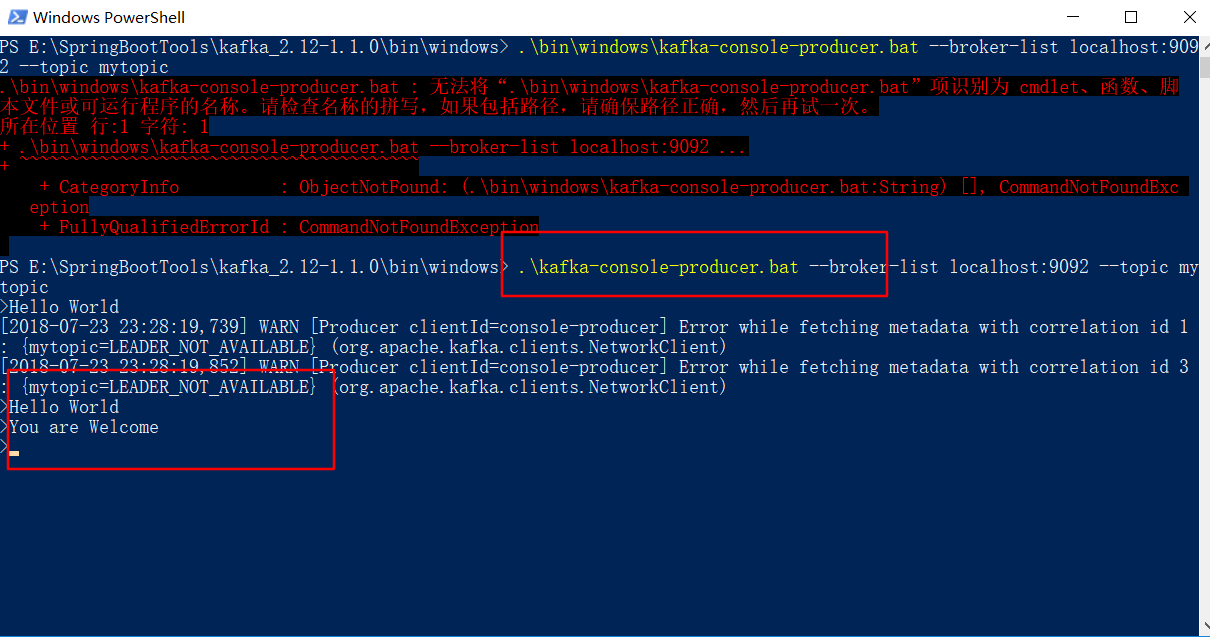 Windows PowerShell
PS E:\SpringBootTools\kafka_2.12-1.1.0\bin\windows> .\bin\windows\kafka-console-producer.bat --broker-list localhost:909
2 --topic mytopic
.\bin\windows\kafka-console-producer.bat : 无法将“.\bin\windows\kafka-console-producer.bat”项识别为 cmdlet、函数、脚
本文件或可运行程序的名称。请检查名称的拼写，如果包括路径，请确保路径正确，然后再试一次。
所在位置 行:1 字符: 1
+ .\bin\windows\kafka-console-producer.bat --broker-list localhost:9092 ...
+ ~~~~~~~~~~~~~~~~~~~~~~~~~~~~~~~~~~~~~~~~
+ CategoryInfo : ObjectNotFound: (.\bin\windows\kafka-console-producer.bat:String) [], CommandNotFoundExc
eption
+ FullyQualifiedErrorId : CommandNotFoundException
PS E:\SpringBootTools\kafka_2.12-1.1.0\bin\windows> .\kafka-console-producer.bat --broker-list localhost:9092 --topic my
topic
>Hello World
[2018-07-23 23:28:19,739] WARN [Producer clientId=console-producer] Error while fetching metadata with correlation id 1
: {mytopic=LEADER_NOT_AVAILABLE} (org.apache.kafka.clients.NetworkClient)
[2018-07-23 23:28:19,852] WARN [Producer clientId=console-producer] Error while fetching metadata with correlation id 3
: {mytopic=LEADER_NOT_AVAILABLE} (org.apache.kafka.clients.NetworkClient)
>Hello World
>You are Welcome
>